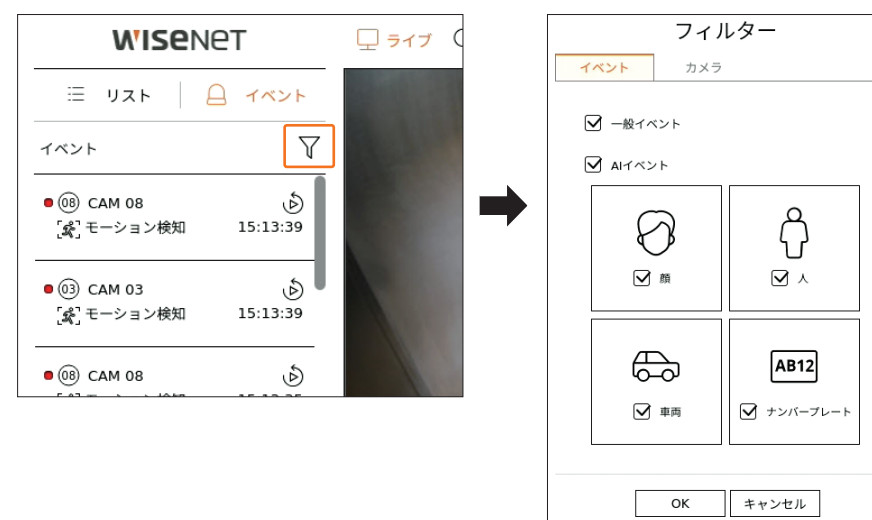 WISENET
ライブ
リスト
イベント
イベント
08 CAM 08
モーション検知 15:13:39
03 CAM 03
モーション検知 15:13:39
08 CAM 08
フィルター
イベント カメラ
一般イベント
AIイベント
顔
人
車両
AB12
ナンバープレート
OK キャンセル